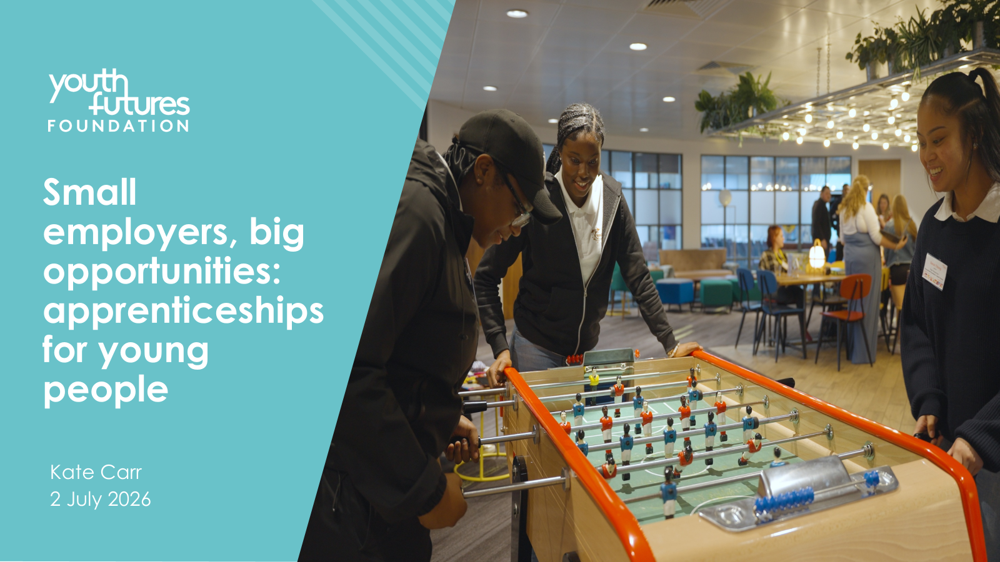 youth
futures
FOUNDATION
Small
employers, big
opportunities:
apprenticeships
for young
people
Kate Carr
2 July 2026